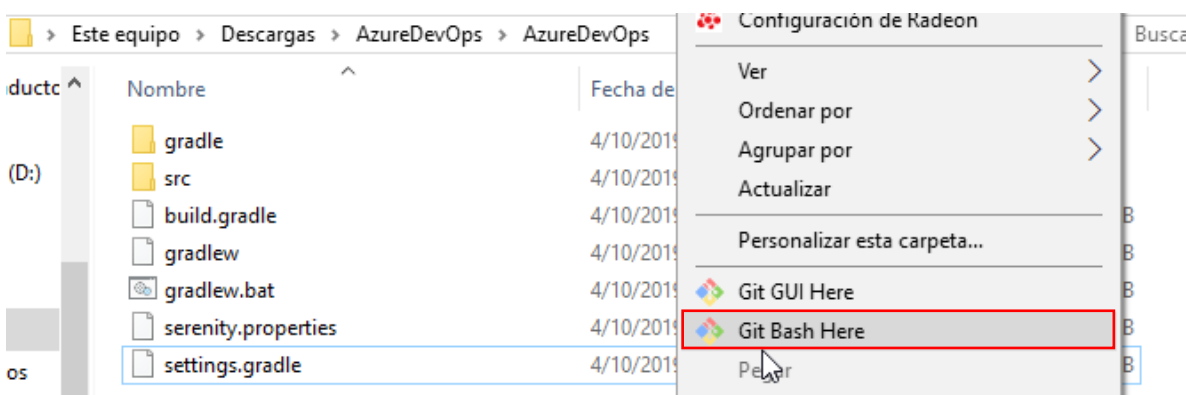 Este equipo > Descargas > AzureDevOps > AzureDevOps
Configuración de Radeon
Busca
ducto
Nombre
Fecha de
Ver
Ordenar por
gradle
4/10/2019
Agrupar por
(D:)
src
4/10/2019
Actualizar
build.gradle
4/10/2019
B
gradlew
4/10/2019
Personalizar esta carpeta...
B
gradlew.bat
4/10/2019
Git GUI Here
B
serenity.properties
4/10/2019
Git Bash Here
B
os
settings.gradle
4/10/2019
B